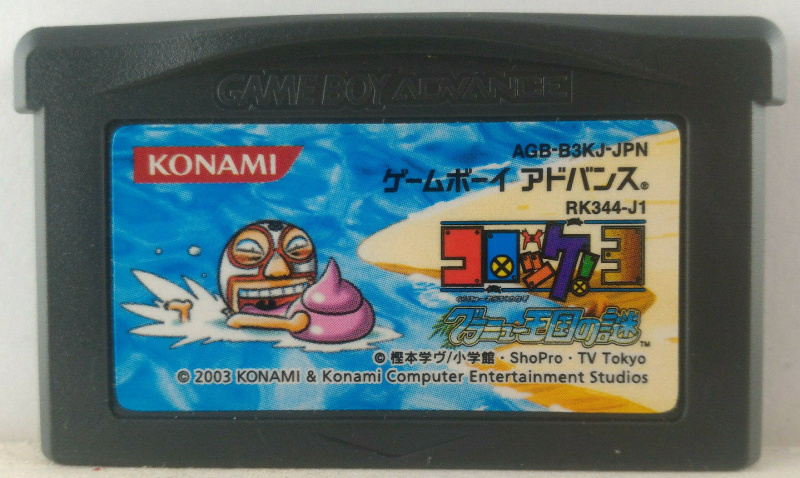 GAME BOY ADVANCE
KONAMI
AGB-B3KJ-JPN
ゲームボーイ アドバンス®
RK344-J1
コロッケ!3
グラニュー王国の謎™
© 樫本学ヴ/小学館・ShoPro・TV Tokyo
© 2003 KONAMI & Konami Computer Entertainment Studios